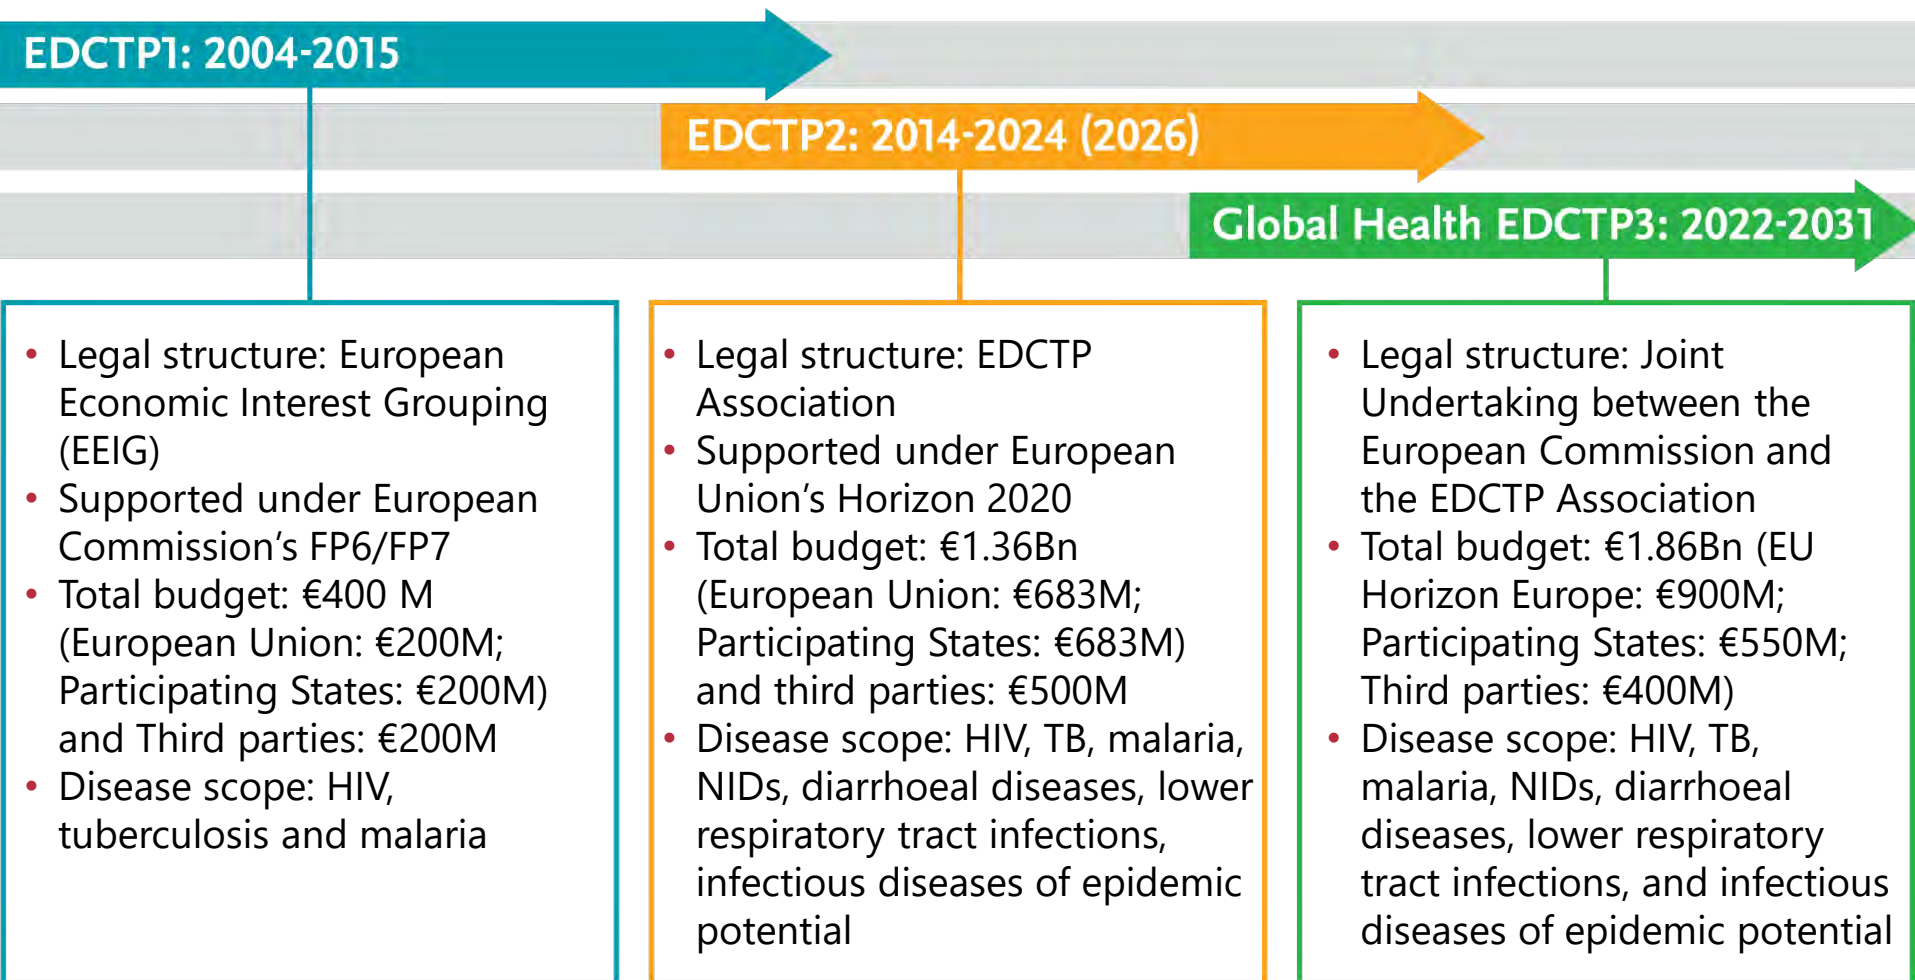 EDCTP1: 2004-2015
EDCTP2: 2014-2024 (2026)
Global Health EDCTP3: 2022-2031
• Legal structure: European
Economic Interest Grouping
(EEIG)
• Supported under European
Commission’s FP6/FP7
• Total budget: €400 M
(European Union: €200M;
Participating States: €200M)
and Third parties: €200M
• Disease scope: HIV,
tuberculosis and malaria
• Legal structure: EDCTP
Association
• Supported under European
Union’s Horizon 2020
• Total budget: €1.36Bn
(European Union: €683M;
Participating States: €683M)
and third parties: €500M
• Disease scope: HIV, TB, malaria,
NIDs, diarrhoeal diseases, lower
respiratory tract infections,
infectious diseases of epidemic
potential
• Legal structure: Joint
Undertaking between the
European Commission and
the EDCTP Association
• Total budget: €1.86Bn (EU
Horizon Europe: €900M;
Participating States: €550M;
Third parties: €400M)
• Disease scope: HIV, TB,
malaria, NIDs, diarrhoeal
diseases, lower respiratory
tract infections, and infectious
diseases of epidemic potential